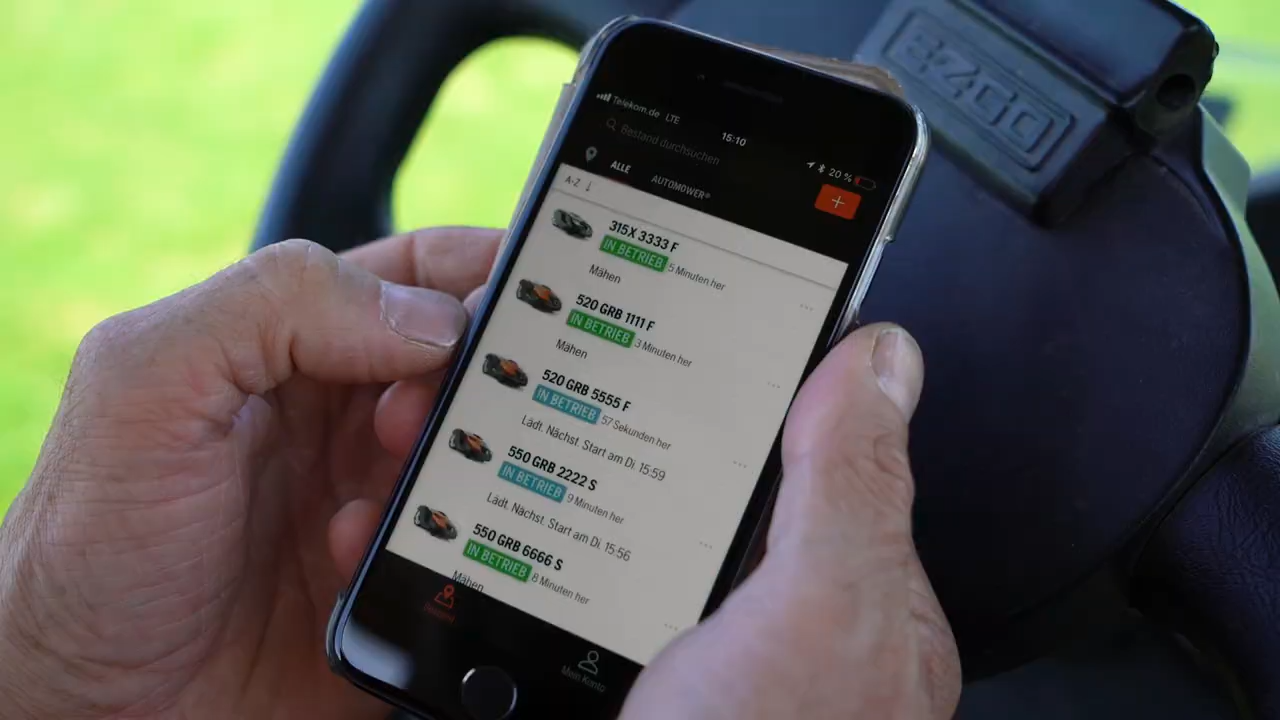 E-Z-GO
Telekom.de LTE
15:10
20 %
Bestand durchsuchen
ALLE
AUTOMOWER®
+
A-Z ↓
315X 3333 F
IN BETRIEB 5 Minuten her
Mähen
520 GRB 1111 F
IN BETRIEB 3 Minuten her
Mähen
520 GRB 5555 F
IN BETRIEB 57 Sekunden her
Lädt. Nächst. Start am Di. 15:59
550 GRB 2222 S
IN BETRIEB 9 Minuten her
Lädt. Nächst. Start am Di. 15:56
550 GRB 6666 S
IN BETRIEB 8 Minuten her
Mähen
Mein Konto